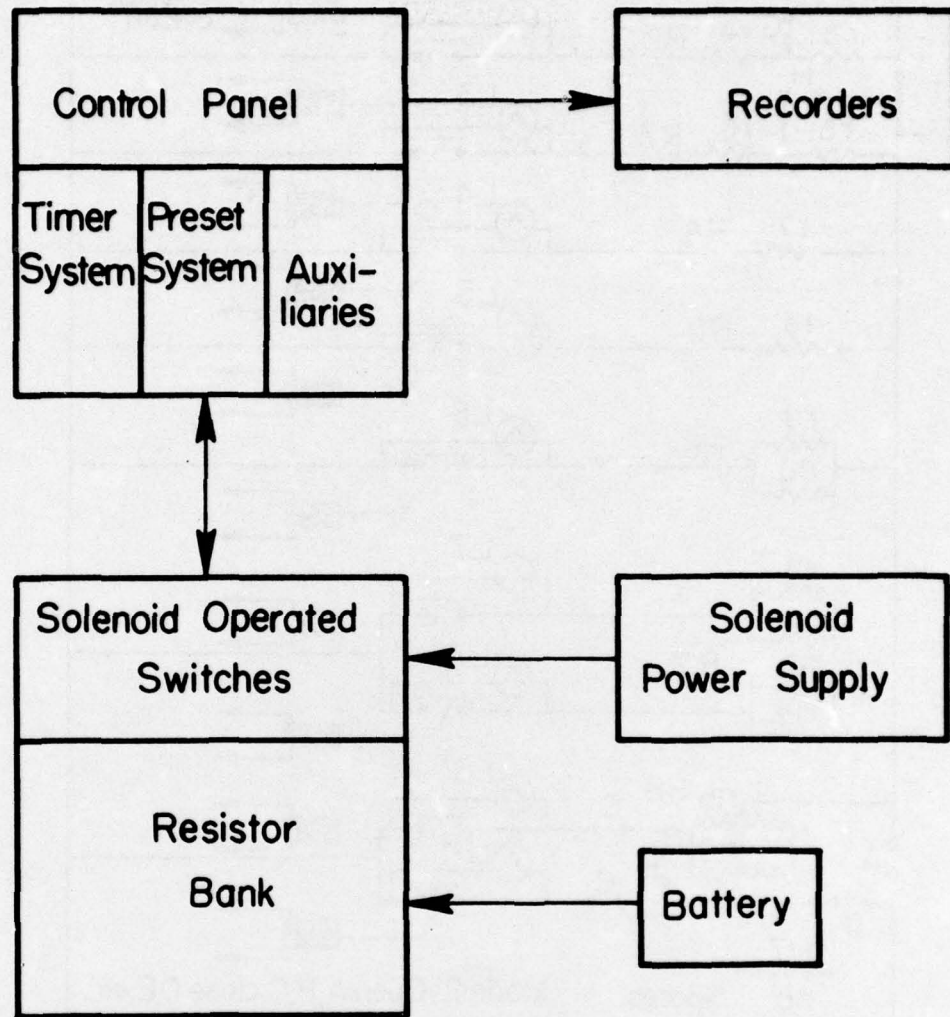 Control Panel
Recorders
Timer
System
Preset
System
Auxi-
liaries
Solenoid Operated
Switches
Solenoid
Power Supply
Resistor
Bank
Battery